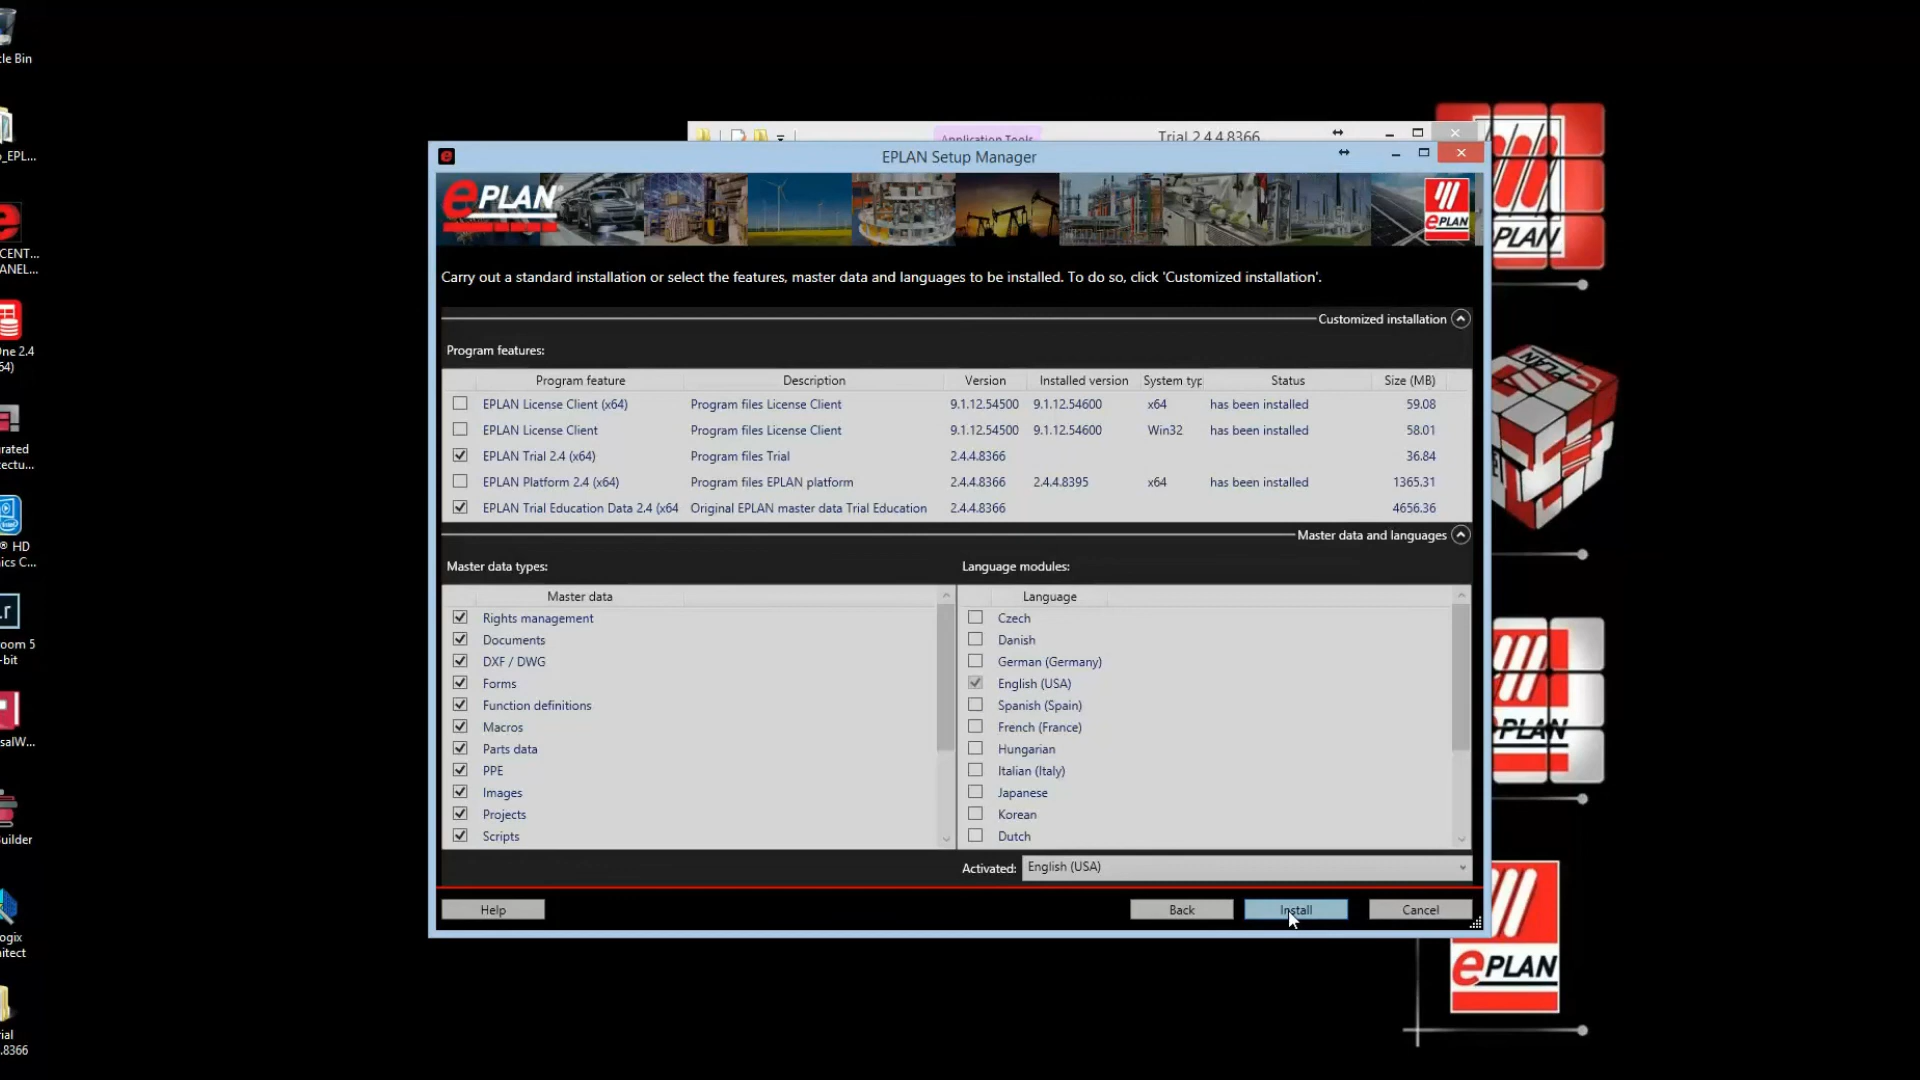 cle Bin
_EPL...
CENT...
ANEL...
One 2.4
64)
rated
ectu...
® HD
nics C...
r
room 5
-bit
salW...
Builder
ogix
hitect
rial
.8366
Application Tools
Trial 2.4.4.8366
EPLAN Setup Manager
ePLAN
ePLAN
PLAN
PLAN
ePLAN
Carry out a standard installation or select the features, master data and languages to be installed. To do so, click 'Customized installation'.
Customized installation
Program features:
Program feature Description Version Installed version System typ Status Size (MB)
EPLAN License Client (x64) Program files License Client 9.1.12.54500 9.1.12.54600 x64 has been installed 59.08
EPLAN License Client Program files License Client 9.1.12.54500 9.1.12.54600 Win32 has been installed 58.01
EPLAN Trial 2.4 (x64) Program files Trial 2.4.4.8366 36.84
EPLAN Platform 2.4 (x64) Program files EPLAN platform 2.4.4.8366 2.4.4.8395 x64 has been installed 1365.31
EPLAN Trial Education Data 2.4 (x64 Original EPLAN master data Trial Education 2.4.4.8366 4656.36
Master data and languages
Master data types:
Master data
Rights management
Documents
DXF / DWG
Forms
Function definitions
Macros
Parts data
PPE
Images
Projects
Scripts
Language modules:
Language
Czech
Danish
German (Germany)
English (USA)
Spanish (Spain)
French (France)
Hungarian
Italian (Italy)
Japanese
Korean
Dutch
Activated: English (USA)
Help
Back
Install
Cancel